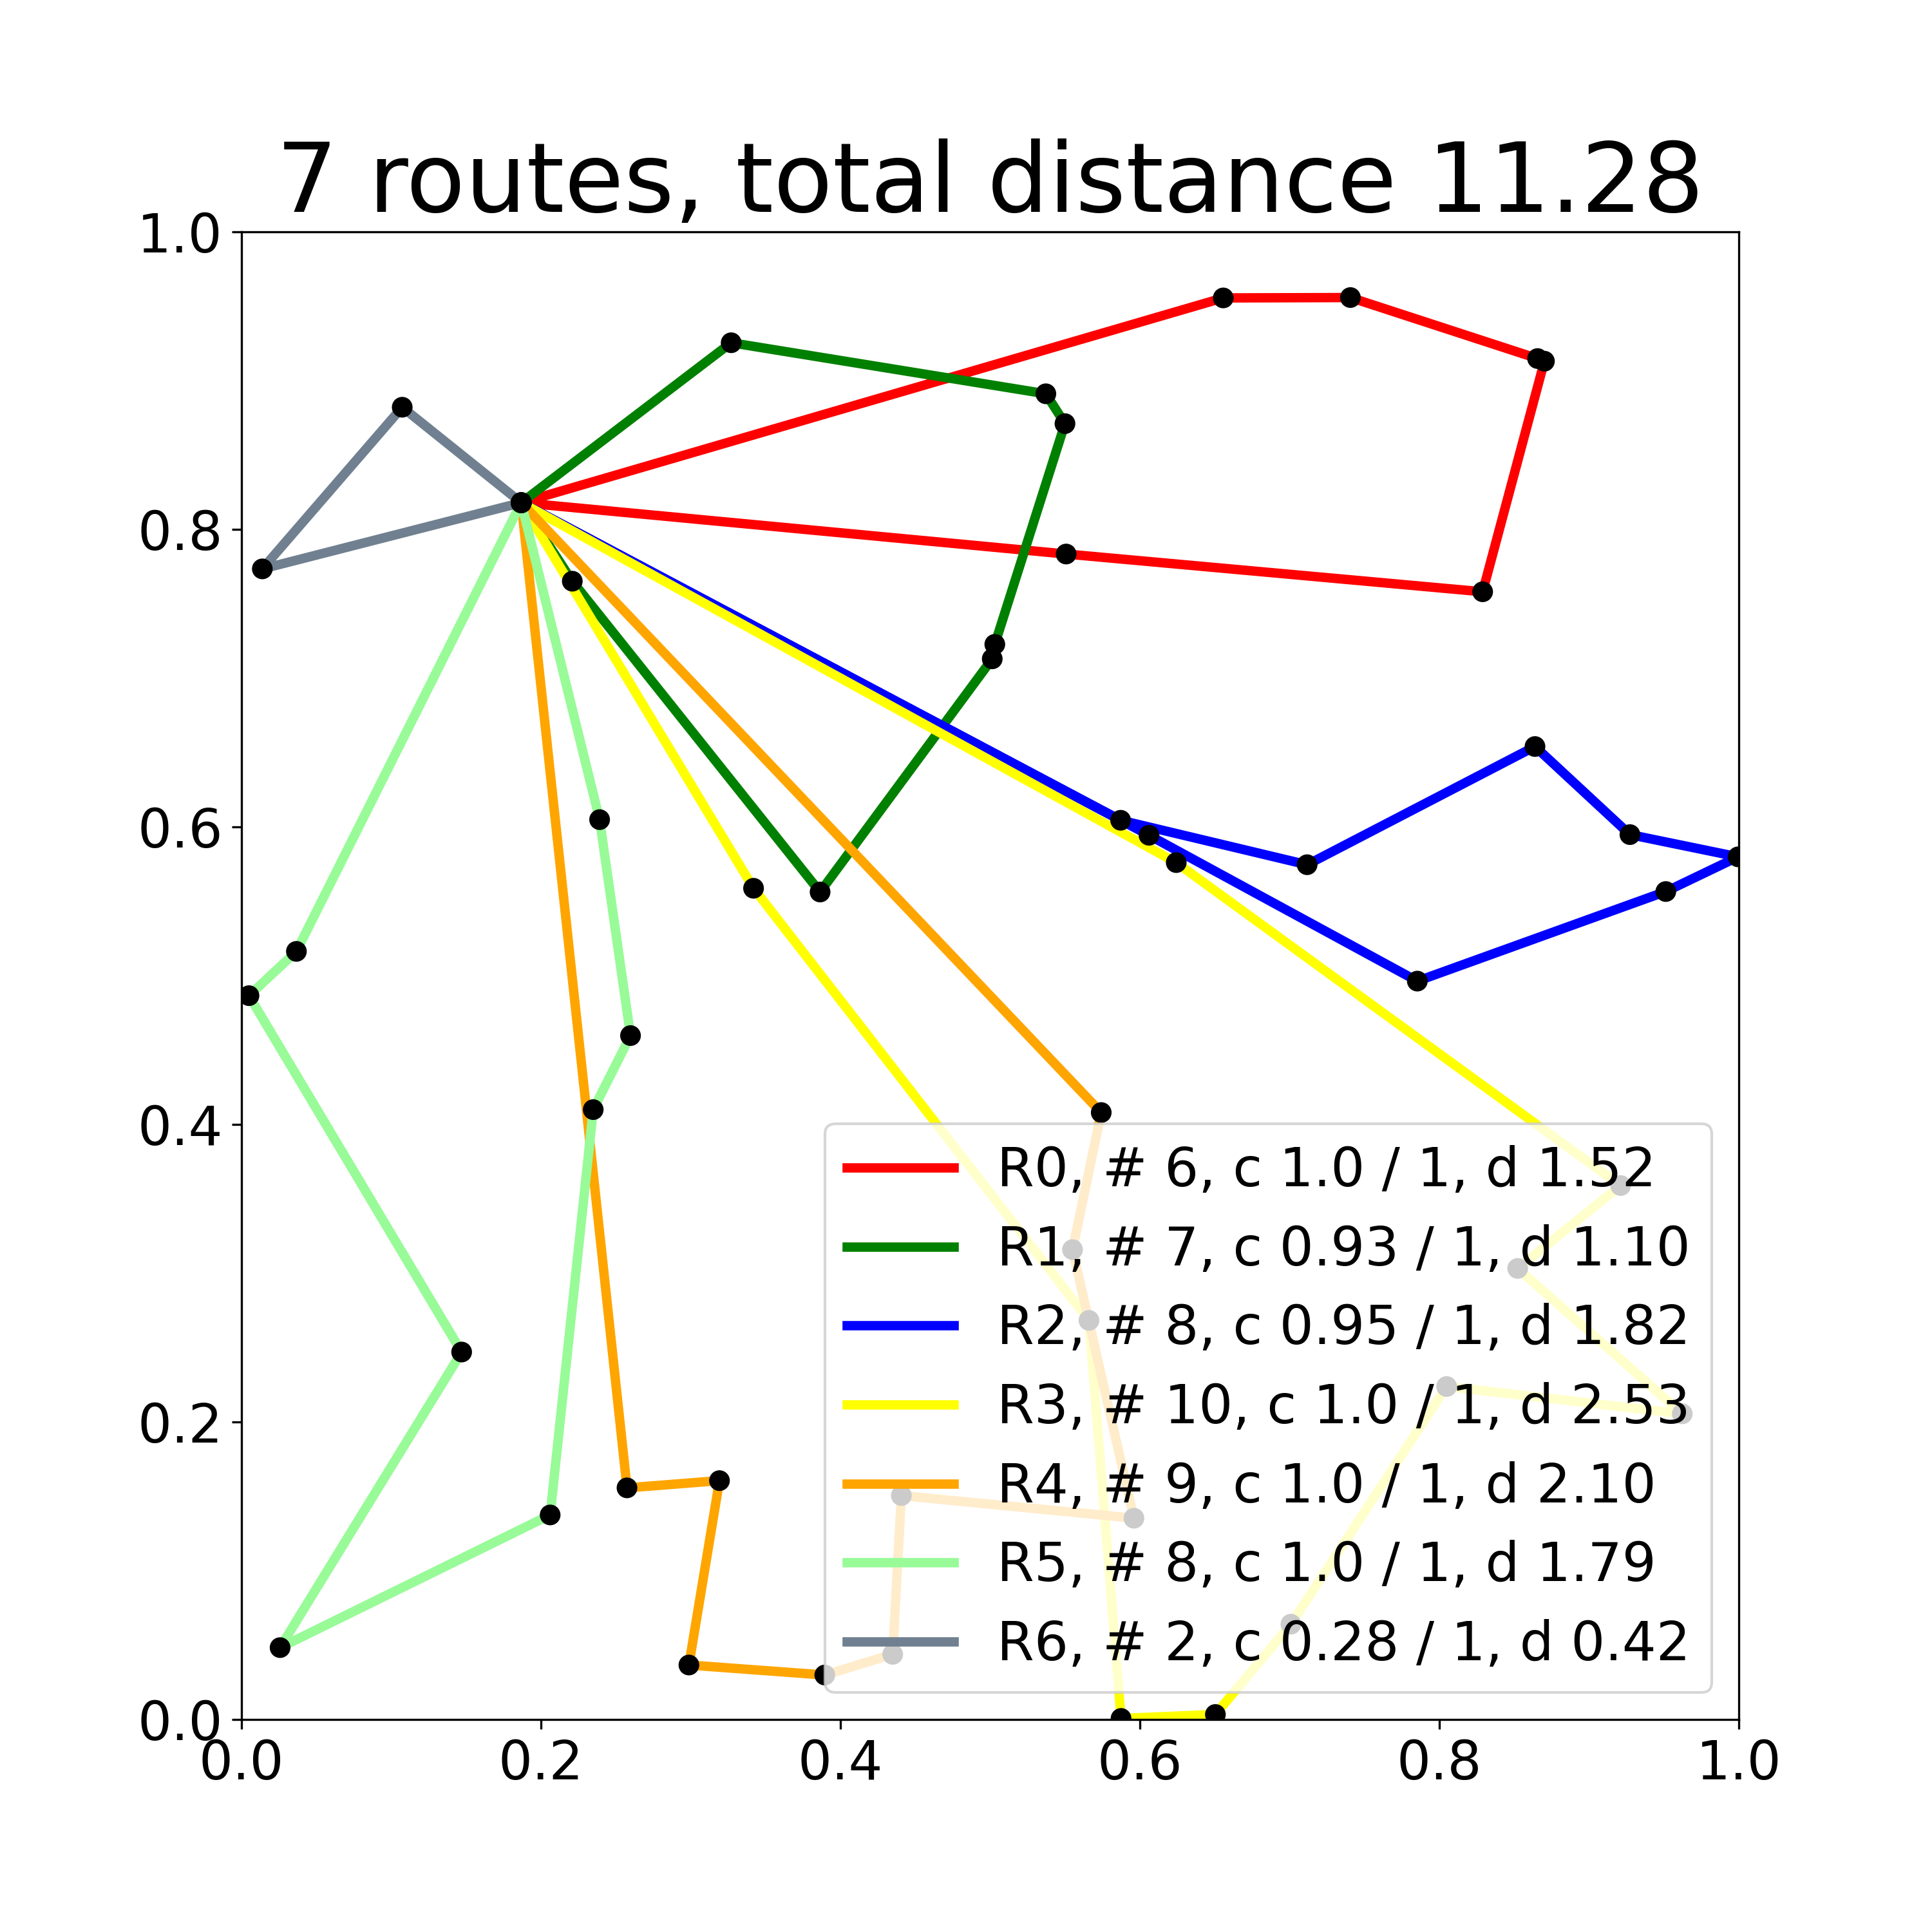 7 routes, total distance 11.28
1.0
0.8
0.6
0.4
0.2
0.0
0.0 0.2 0.4 0.6 0.8 1.0
R0, # 6, c 1.0 / 1, d 1.52
R1, # 7, c 0.93 / 1, d 1.10
R2, # 8, c 0.95 / 1, d 1.82
R3, # 10, c 1.0 / 1, d 2.53
R4, # 9, c 1.0 / 1, d 2.10
R5, # 8, c 1.0 / 1, d 1.79
R6, # 2, c 0.28 / 1, d 0.42